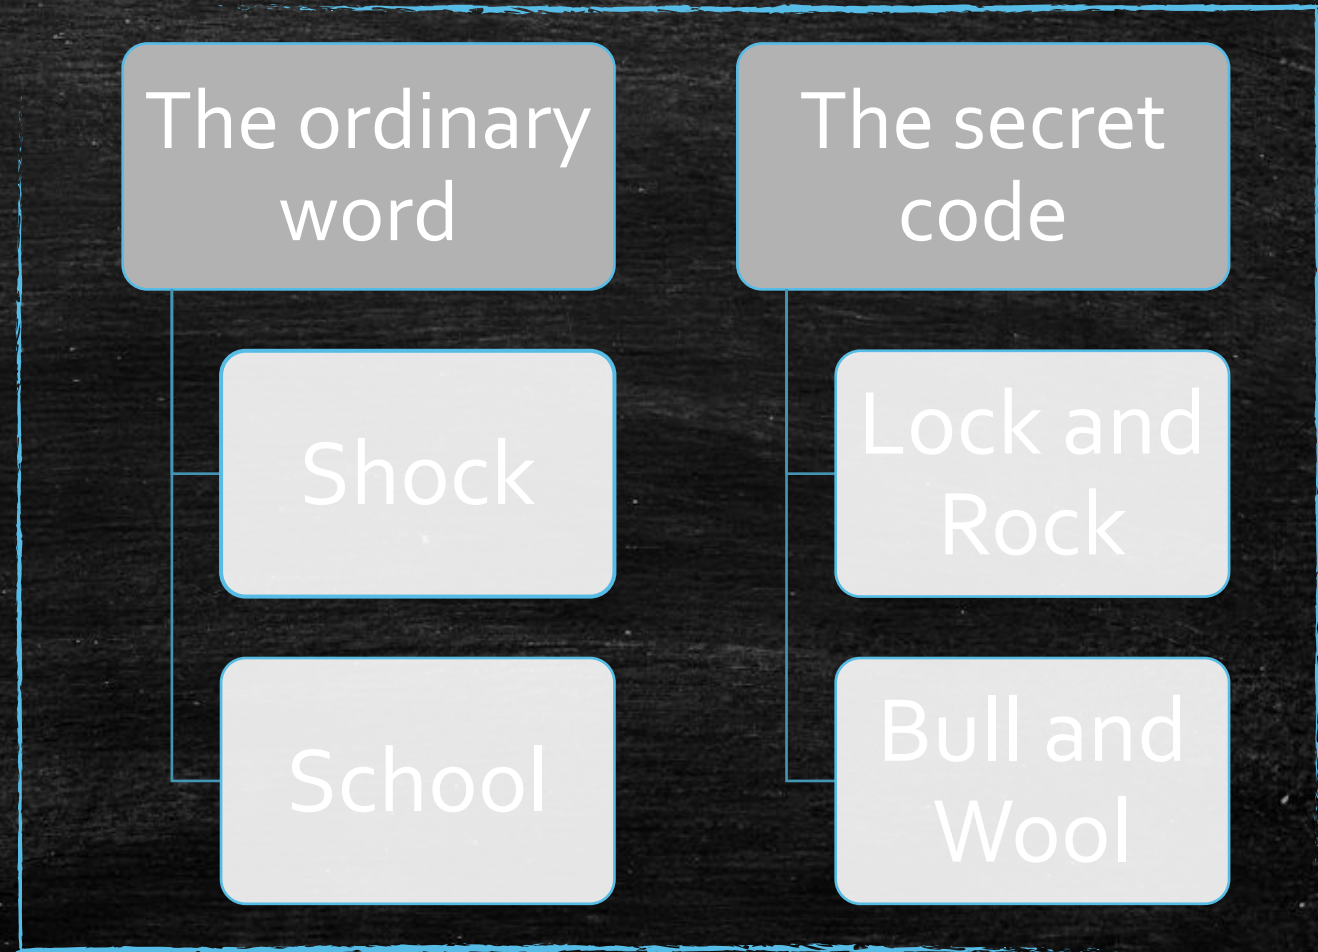 The ordinary
word
Shock
School
The secret
code
Lock and
Rock
Bull and
Wool